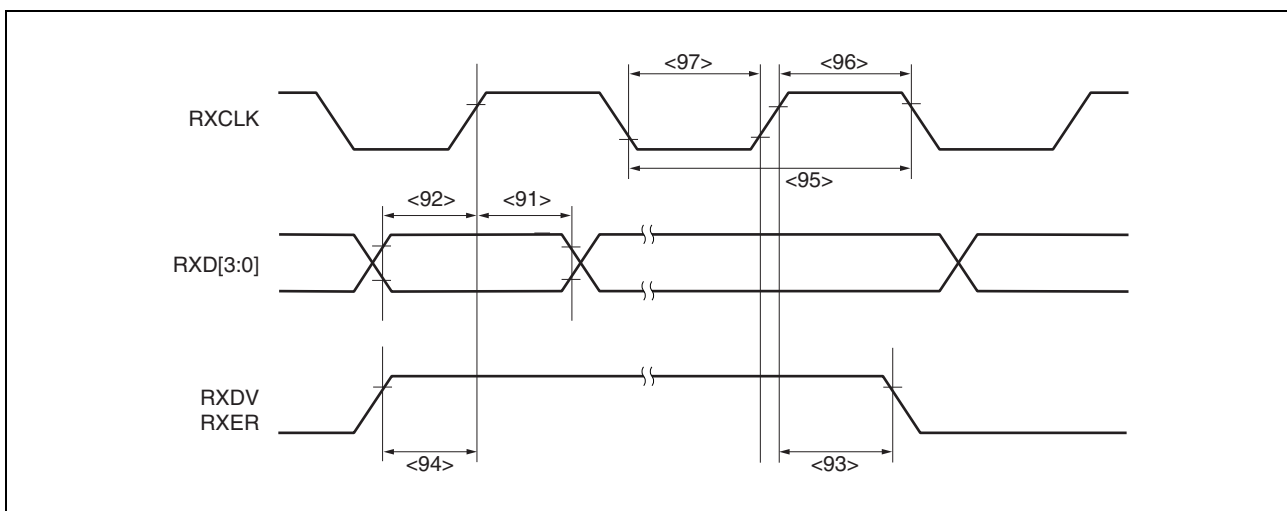 <97>
<96>
RXCLK
<95>
<92>
<91>
RXD[3:0]
RXDV
RXER
<94>
<93>